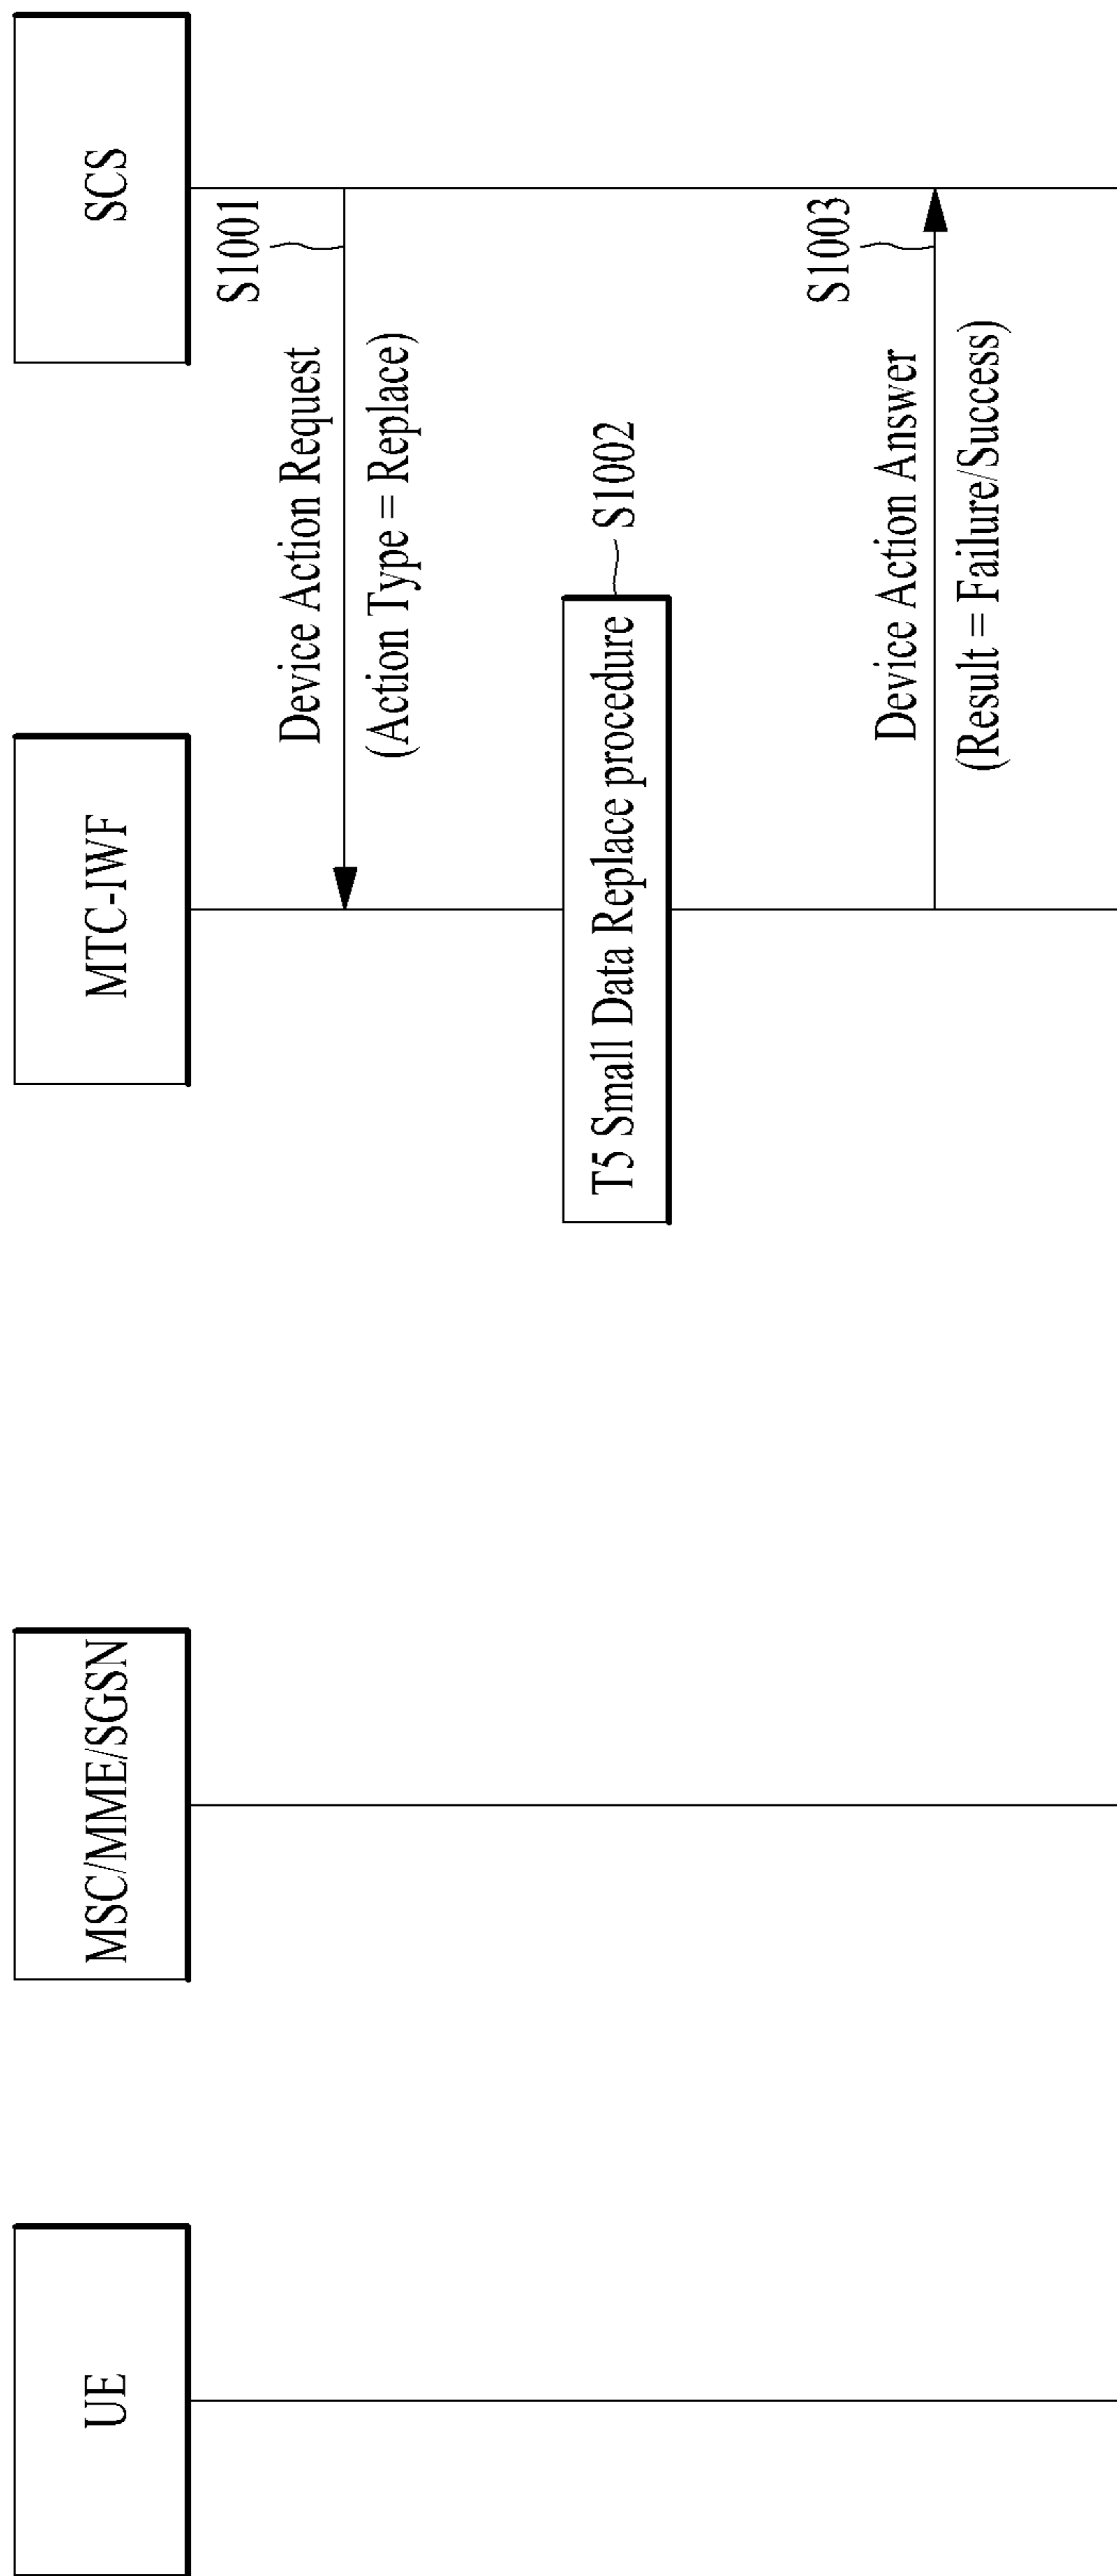 UE
MSC/MME/SGSN
MTC-IWF
SCS
S1001
Device Action Request
(Action Type = Replace)
T5 Small Data Replace procedure
S1002
S1003
Device Action Answer
(Result = Failure/Success)